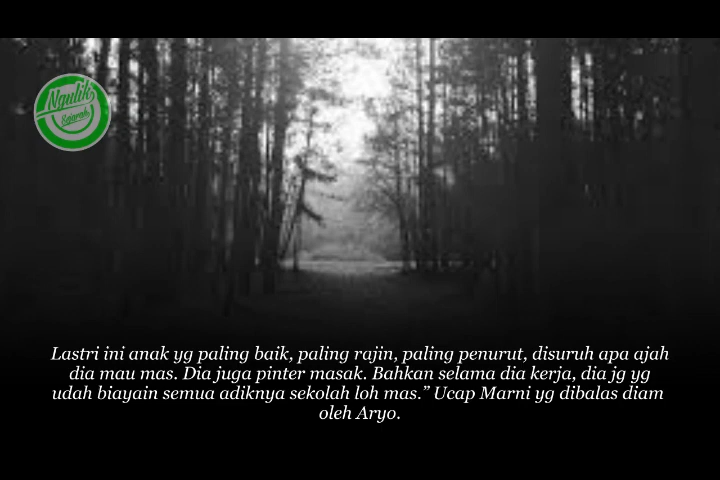 Ngulik
Sejarah
Lastri ini anak yg paling baik, paling rajin, paling penurut, disuruh apa ajah
dia mau mas. Dia juga pinter masak. Bahkan selama dia kerja, dia jg yg
udah biayain semua adiknya sekolah loh mas.” Ucap Marni yg dibalas diam
oleh Aryo.